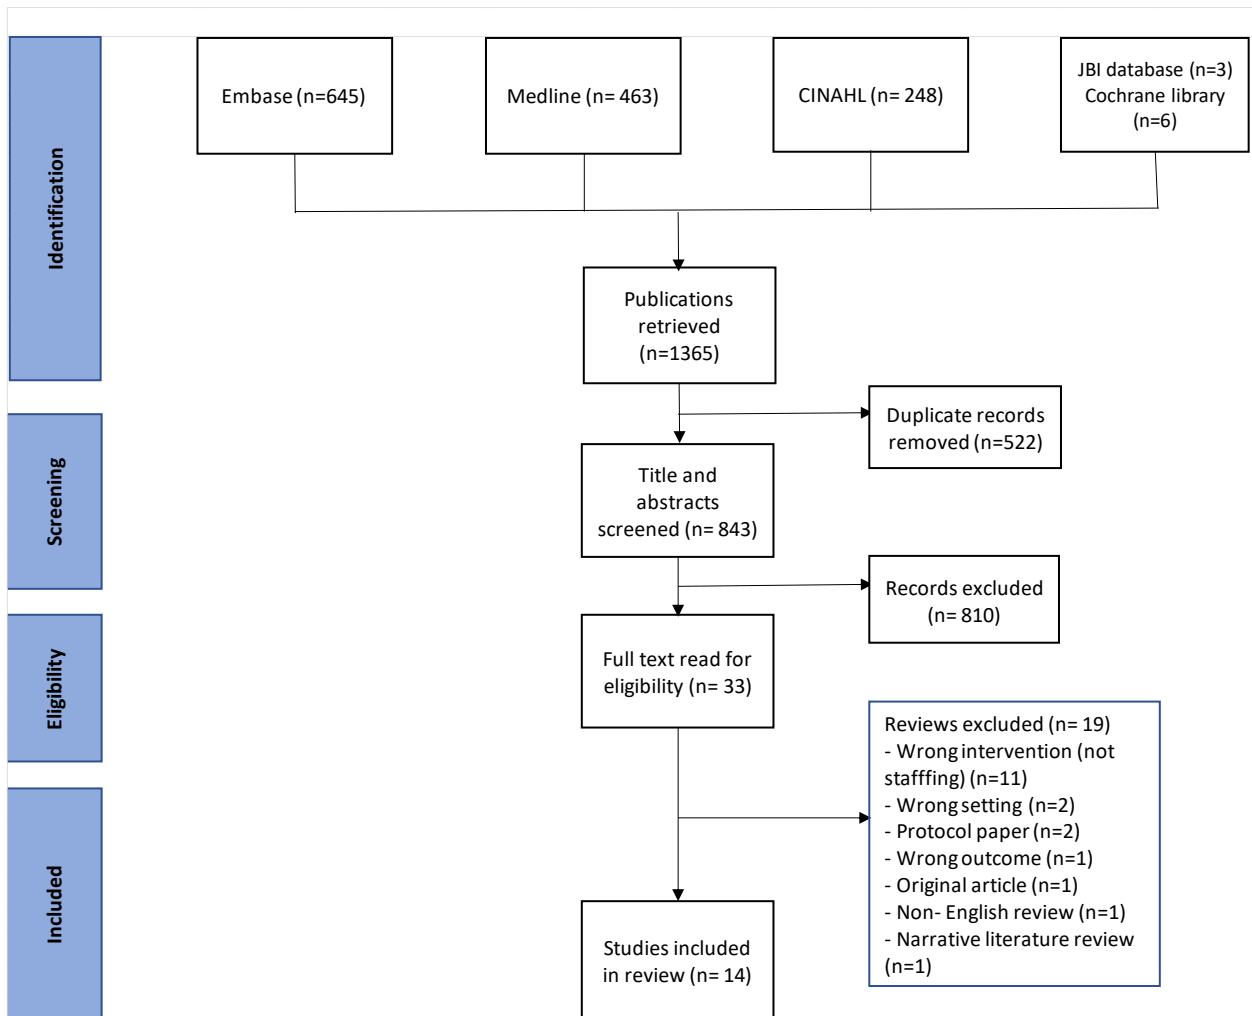 Identification
Embase (n=645)
Medline (n= 463)
CINAHL (n= 248)
JBI database (n=3)
Cochrane library
(n=6)
Publications
retrieved
(n=1365)
Duplicate records
removed (n=522)
Screening
Title and
abstracts
screened (n= 843)
Records excluded
(n= 810)
Eligibility
Full text read for
eligibility (n= 33)
Reviews excluded (n= 19)
- Wrong intervention (not
stafffing) (n=11)
- Wrong setting (n=2)
- Protocol paper (n=2)
- Wrong outcome (n=1)
- Original article (n=1)
- Non- English review (n=1)
- Narrative literature review
(n=1)
Included
Studies included
in review (n= 14)